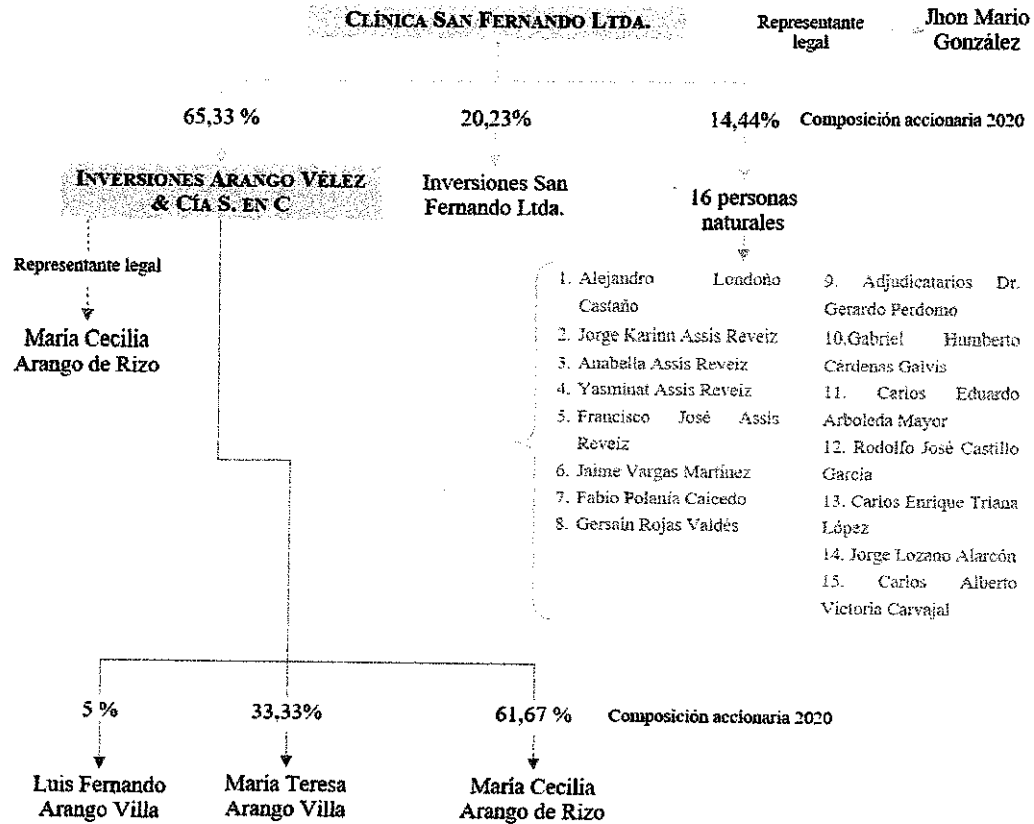 CLÍNICA SAN FERNANDO LTDA.
Representante
legal
Jhon Mario
González
65,33 %
20,23%
14,44%
Composición accionaria 2020
INVERSIONES ARANGO VÉLEZ
& CÍA S. EN C
Inversiones San
Fernando Ltda.
16 personas
naturales
Representante legal
María Cecilia
Arango de Rizo
1. Alejandro Londoño
Castaño
2. Jorge Karinn Assis Reveiz
3. Anabella Assis Reveiz
4. Yasminat Assis Reveiz
5. Francisco José Assis
Reveiz
6. Jaime Vargas Martínez
7. Fabio Polanía Caicedo
8. Gersaín Rojas Valdés
9. Adjudicatarios Dr.
Gerardo Perdomo
10.Gabriel Humberto
Cárdenas Galvis
11. Carlos Eduardo
Arboleda Mayor
12. Rodolfo José Castillo
García
13. Carlos Enrique Triana
López
14. Jorge Lozano Alarcón
15. Carlos Alberto
Victoria Carvajal
5 %
33,33%
61,67 %
Composición accionaria 2020
Luis Fernando
Arango Villa
María Teresa
Arango Villa
María Cecilia
Arango de Rizo